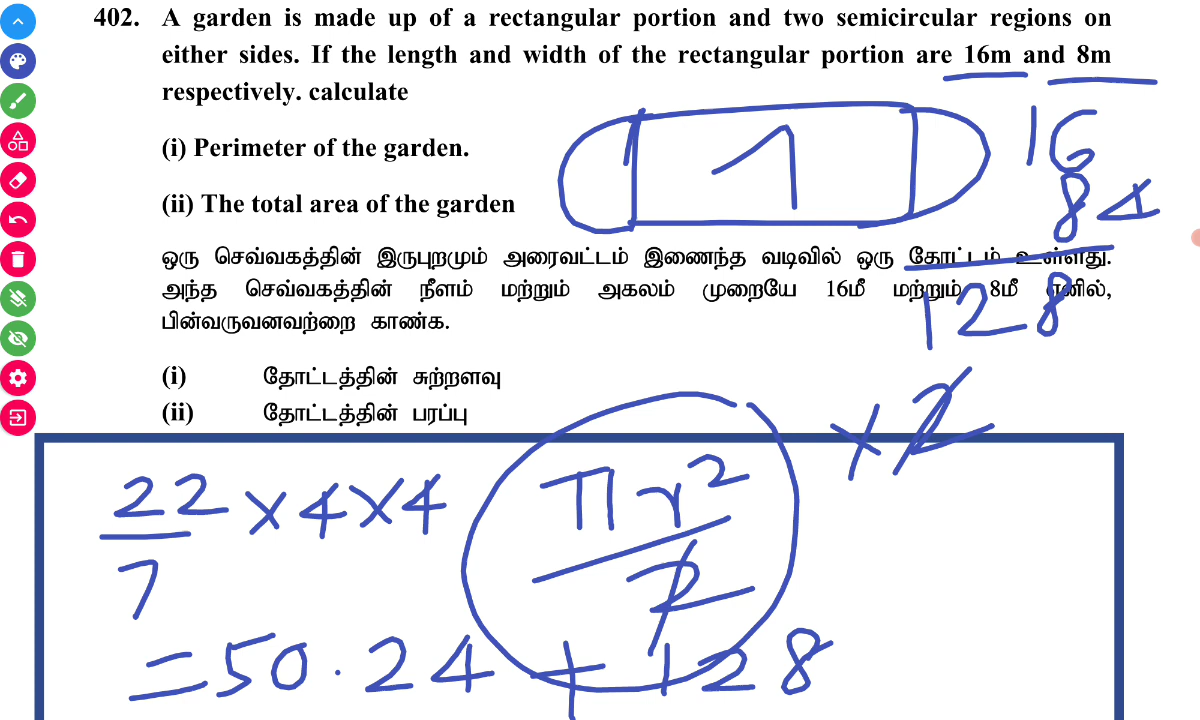 402. A garden is made up of a rectangular portion and two semicircular regions on
either sides. If the length and width of the rectangular portion are 16m and 8m
respectively. calculate
(i) Perimeter of the garden.
(ii) The total area of the garden
1
16
8 4
128
ஒரு செவ்வகத்தின் இருபுறமும் அரைவட்டம் இணைந்த வடிவில் ஒரு தோட்டம் உள்ளது.
அந்த செவ்வகத்தின் நீளம் மற்றும் அகலம் முறையே 16மீ மற்றும் 8மீ எனில்,
பின்வருவனவற்றை காண்க.
(i) தோட்டத்தின் சுற்றளவு
(ii) தோட்டத்தின் பரப்பு
22/7 ×4×4 πr²/2 ×2
=50.24 + 128